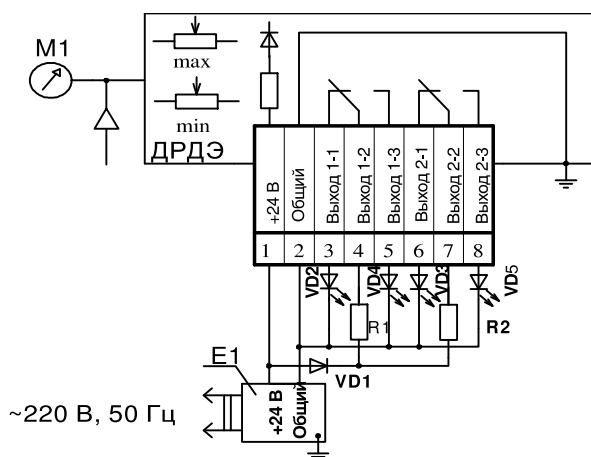 M1
max
min
ДРДЭ
+24 В
Общий
Выход 1-1
Выход 1-2
Выход 1-3
Выход 2-1
Выход 2-2
Выход 2-3
1 2 3 4 5 6 7 8
VD2
VD4
VD3
VD5
R1
R2
E1
VD1
~220 В, 50 Гц
+24 В
Общий